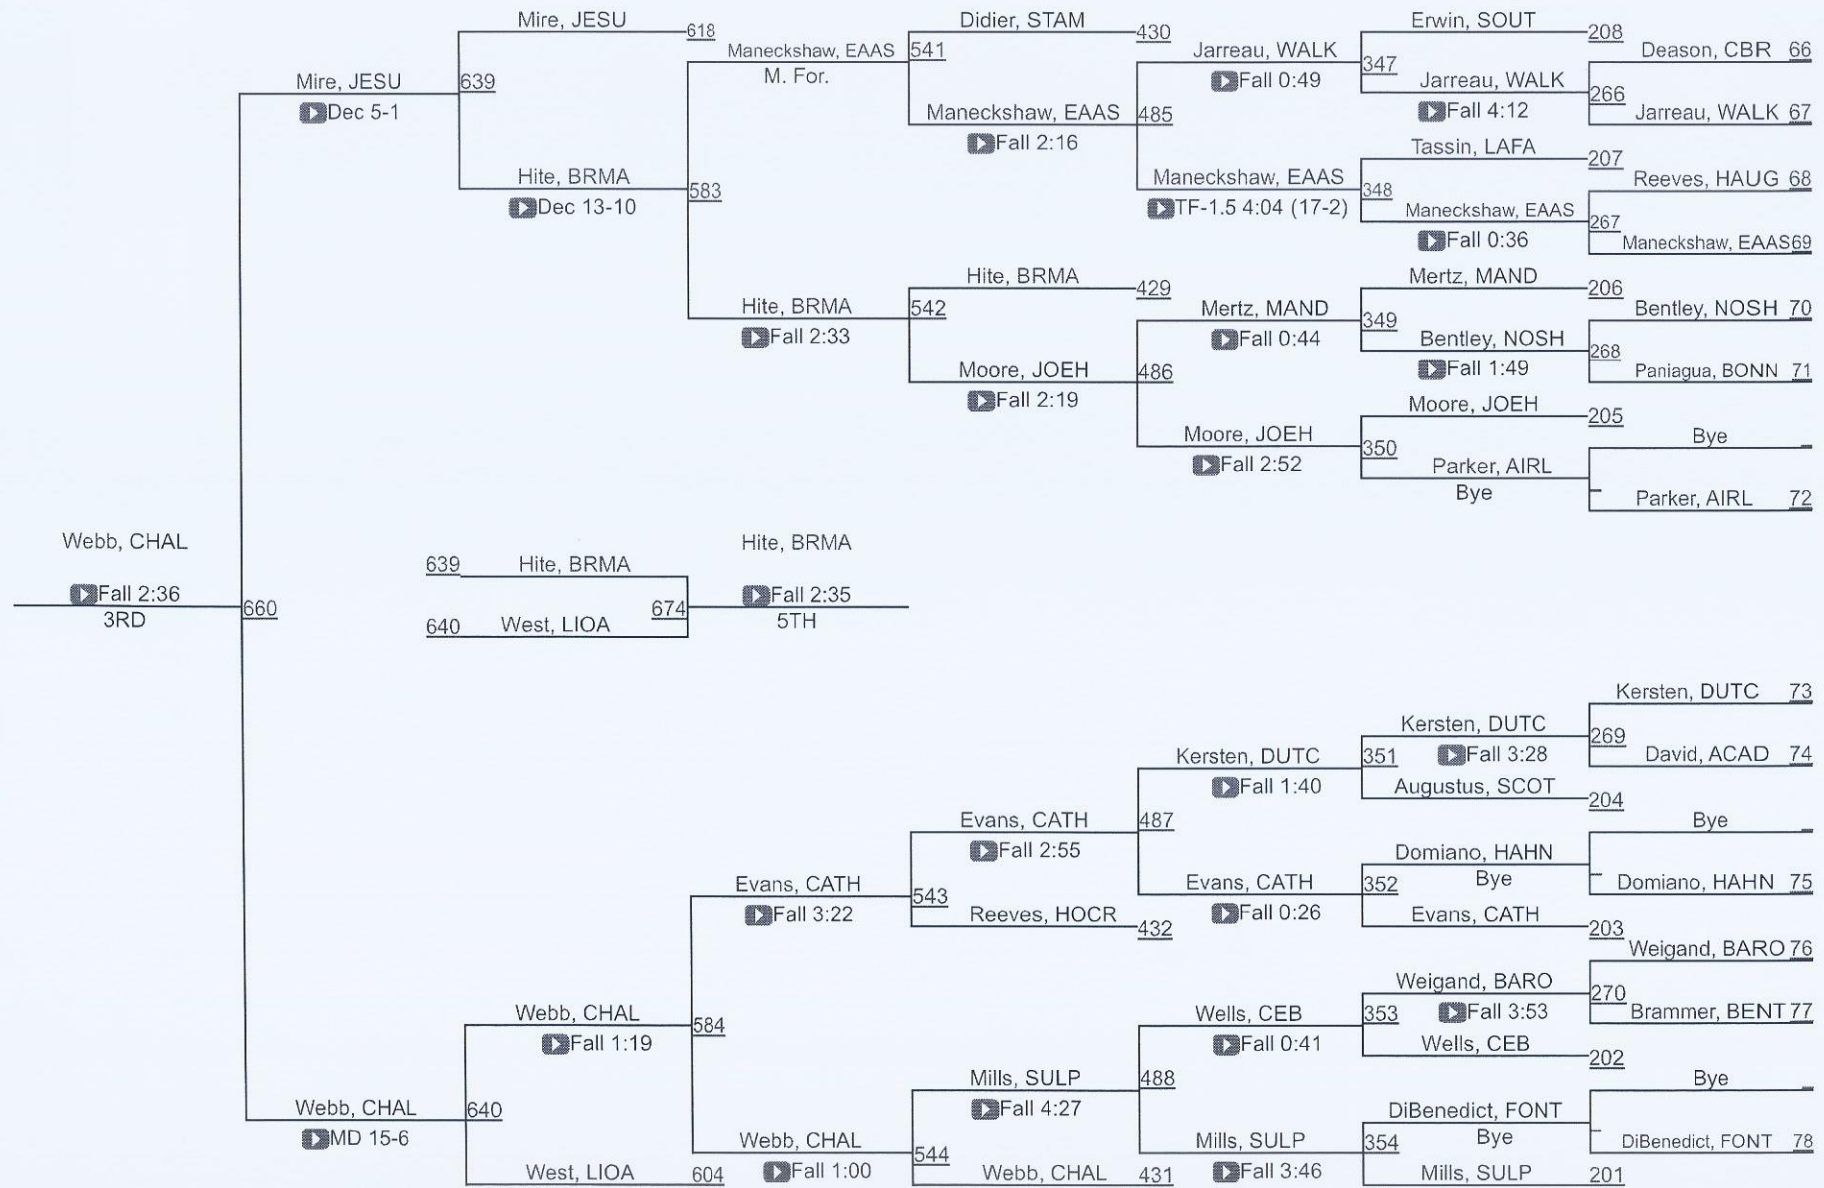 Mire, JESU
618
Didier, STAM
430
Erwin, SOUT
208
Maneckshaw, EAAS
M. For.
541
Jarreau, WALK
Fall 0:49
347
Deason, CBR 66
Mire, JESU
Dec 5-1
639
Jarreau, WALK
Fall 4:12
266
Maneckshaw, EAAS
Fall 2:16
485
Jarreau, WALK 67
Tassin, LAFA
207
Hite, BRMA
Dec 13-10
583
Maneckshaw, EAAS
TF-1.5 4:04 (17-2)
348
Reeves, HAUG 68
Maneckshaw, EAAS
Fall 0:36
267
Maneckshaw, EAAS 69
Hite, BRMA
429
Mertz, MAND
206
Hite, BRMA
Fall 2:33
542
Mertz, MAND
Fall 0:44
349
Bentley, NOSH 70
Bentley, NOSH
Fall 1:49
268
Moore, JOEH
Fall 2:19
486
Paniagua, BONN 71
Moore, JOEH
205
Moore, JOEH
Fall 2:52
350
Bye
Parker, AIRL
Bye
Parker, AIRL 72
Webb, CHAL
Fall 2:36
3RD
660
639 Hite, BRMA
640 West, LIOA
674
Hite, BRMA
Fall 2:35
5TH
Kersten, DUTC 73
Kersten, DUTC
Fall 3:28
269
Kersten, DUTC
Fall 1:40
351
David, ACAD 74
Augustus, SCOT
204
Evans, CATH
Fall 2:55
487
Bye
Domiano, HAHN
Bye
Evans, CATH
Fall 3:22
543
Evans, CATH
Fall 0:26
352
Domiano, HAHN 75
Reeves, HOCR
432
Evans, CATH
203
Weigand, BARO 76
Weigand, BARO
Fall 3:53
270
Webb, CHAL
Fall 1:19
584
Wells, CEB
Fall 0:41
353
Brammer, BENT 77
Wells, CEB
202
Mills, SULP
Fall 4:27
488
Bye
Webb, CHAL
MD 15-6
640
DiBenedict, FONT
Bye
Webb, CHAL
Fall 1:00
544
Mills, SULP
Fall 3:46
354
DiBenedict, FONT 78
West, LIOA
604
Webb, CHAL
431
Mills, SULP
201